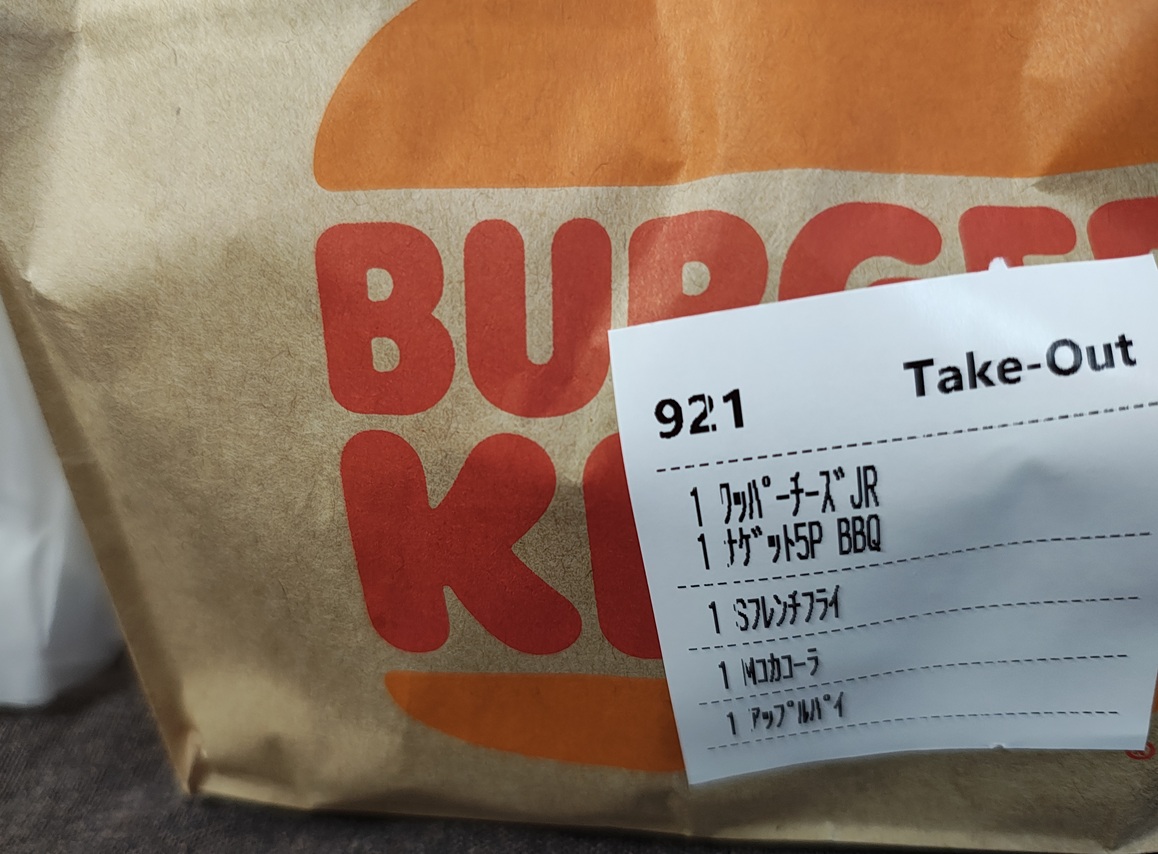 BURGER
KI
921
Take-Out
1 ワッパーチーズJR
1 ナゲット5P BBQ
1 Sフレンチフライ
1 Mコカコーラ
1 アップルパイ
®